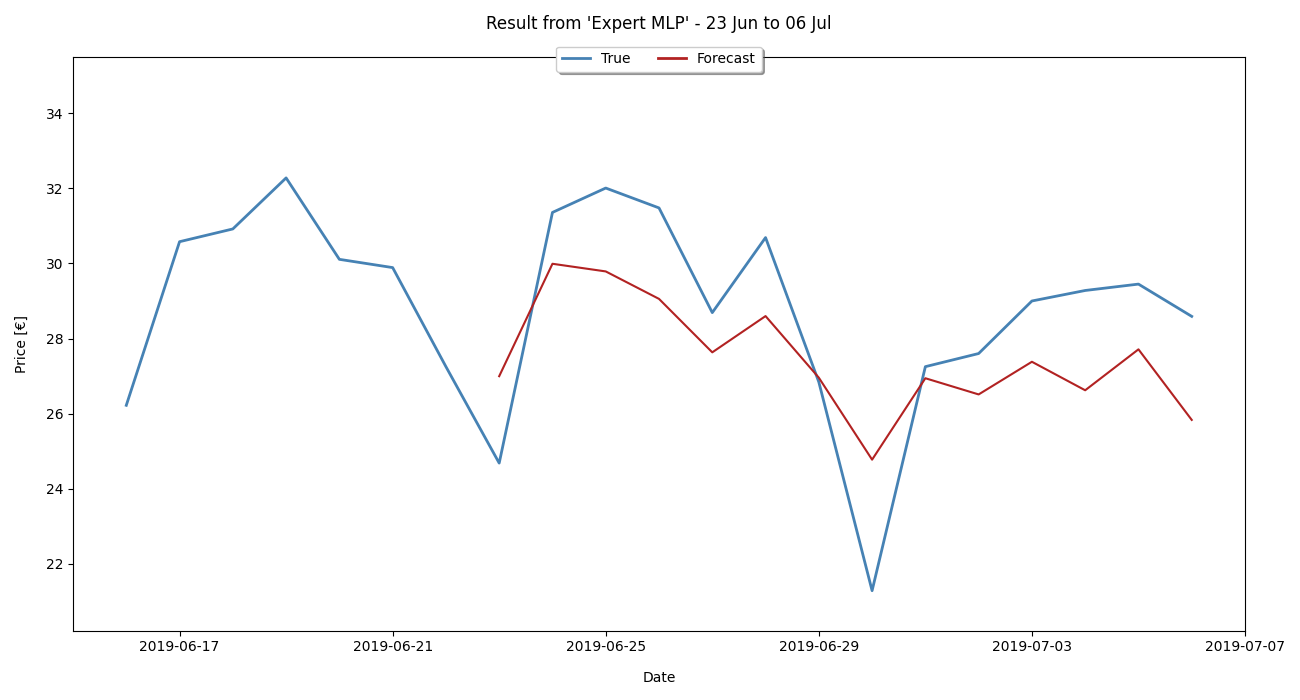 Result from 'Expert MLP' - 23 Jun to 06 Jul
True Forecast
Price [€]
34
32
30
28
26
24
22
2019-06-17 2019-06-21 2019-06-25 2019-06-29 2019-07-03 2019-07-07
Date